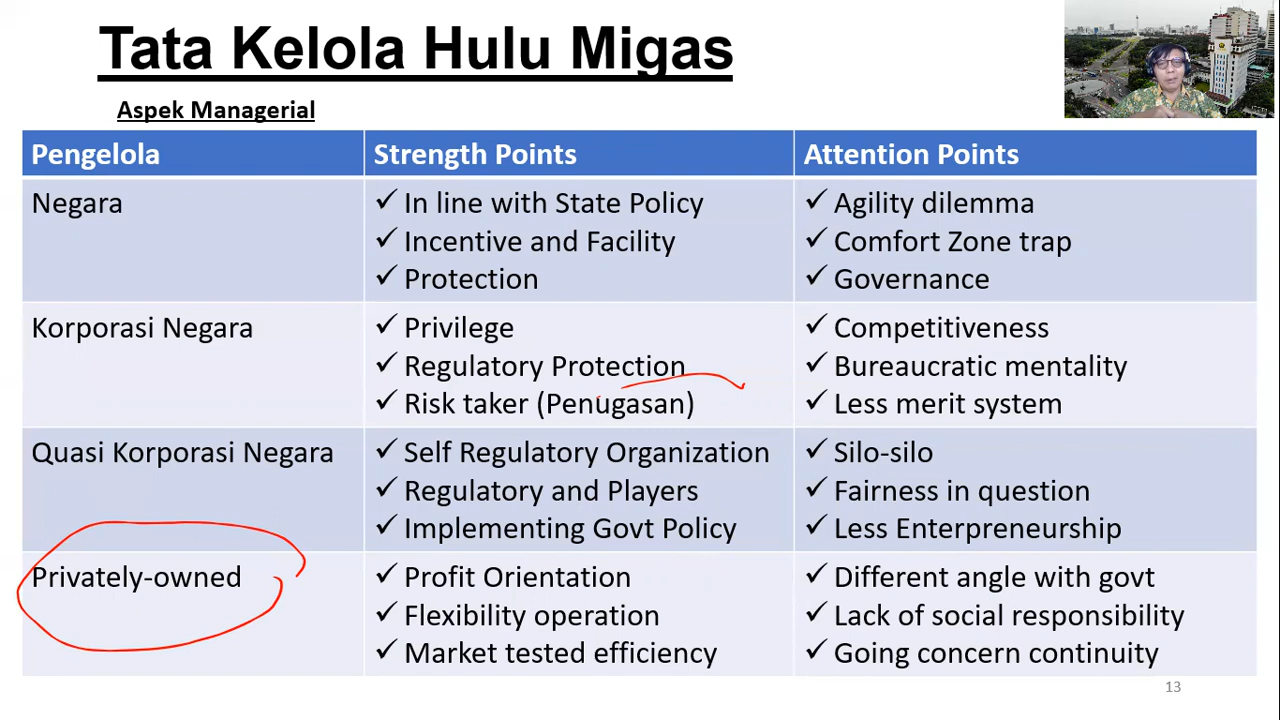 Tata Kelola Hulu Migas
Aspek Managerial
Pengelola
Strength Points
Attention Points
Negara
✓ In line with State Policy
✓ Incentive and Facility
✓ Protection
✓ Agility dilemma
✓ Comfort Zone trap
✓ Governance
Korporasi Negara
✓ Privilege
✓ Regulatory Protection
✓ Risk taker (Penugasan)
✓ Competitiveness
✓ Bureaucratic mentality
✓ Less merit system
Quasi Korporasi Negara
✓ Self Regulatory Organization
✓ Regulatory and Players
✓ Implementing Govt Policy
✓ Silo-silo
✓ Fairness in question
✓ Less Enterpreneurship
Privately-owned
✓ Profit Orientation
✓ Flexibility operation
✓ Market tested efficiency
✓ Different angle with govt
✓ Lack of social responsibility
✓ Going concern continuity
13